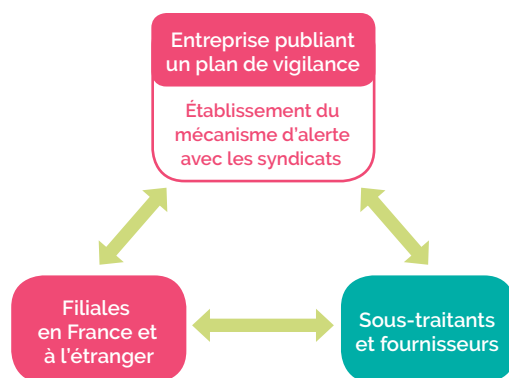 Entreprise publiant
un plan de vigilance
Établissement du
mécanisme d'alerte
avec les syndicats
Filiales
en France et
à l'étranger
Sous-traitants
et fournisseurs